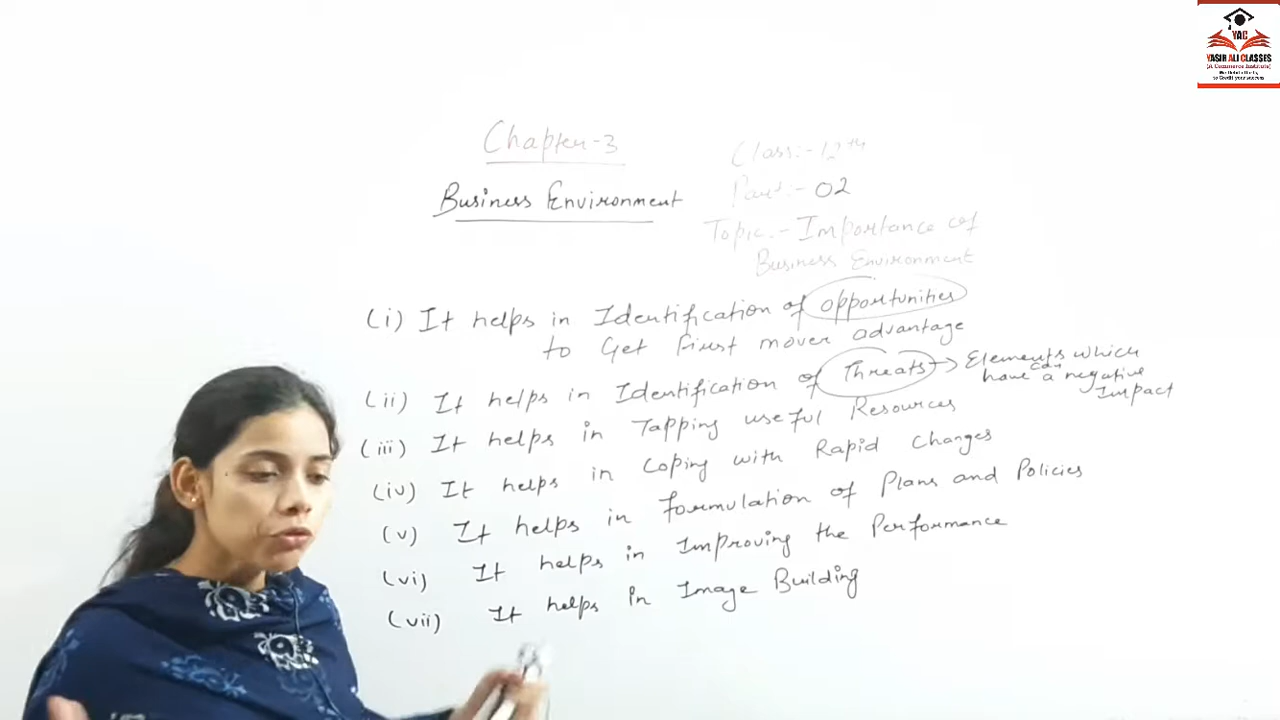 YAC
YASIR ALI CLASSES
(A Commerce Institute)
Chapter-3
Business Environment
Class:- 12th
Part:- 02
Topic:- Importance of
Business Environment
(i) It helps in Identification of opportunities
to Get First mover advantage
(ii) It helps in Identification of Threats → Elements which
have can a negative
Impact
(iii) It helps in Tapping useful Resources
(iv) It helps in Coping with Rapid Changes
(v) It helps in Formulation of Plans and Policies
(vi) It helps in Improving the Performance
(vii) It helps in Image Building